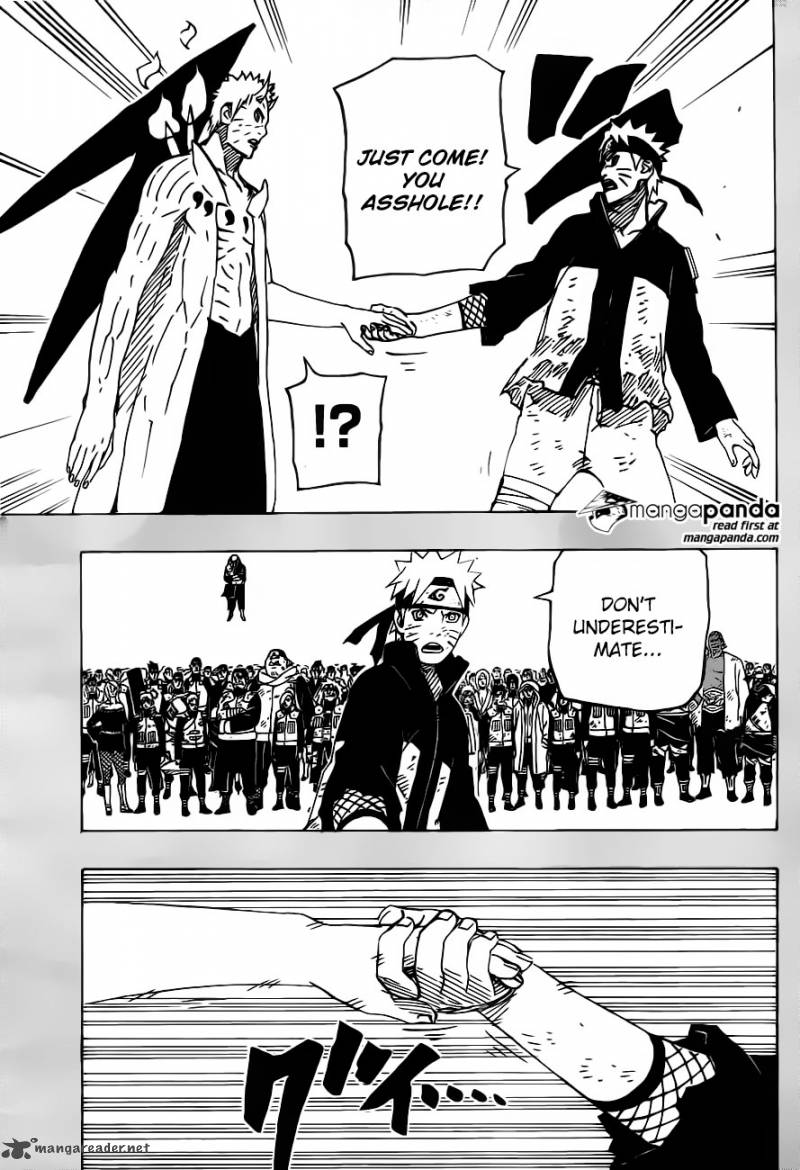 JUST COME!
YOU
ASSHOLE!!
!?
mangapanda
read first at
mangapanda.com
DON'T
UNDERESTI-
MATE...
グイ....
mangareader.net